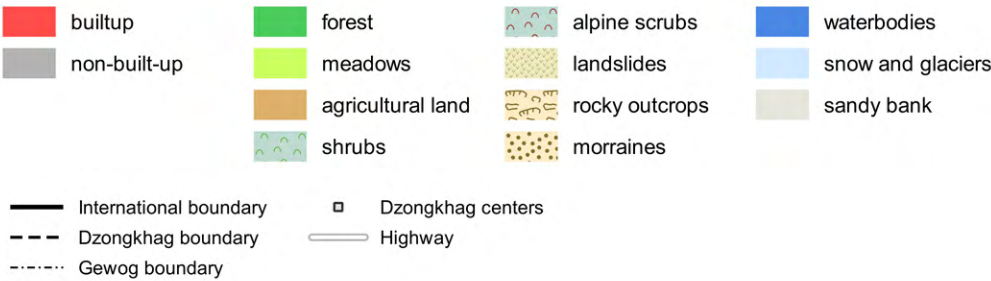 builtup
forest
alpine scrubs
waterbodies
non-built-up
meadows
landslides
snow and glaciers
agricultural land
rocky outcrops
sandy bank
shrubs
morraines
International boundary
Dzongkhag centers
Dzongkhag boundary
Highway
Gewog boundary